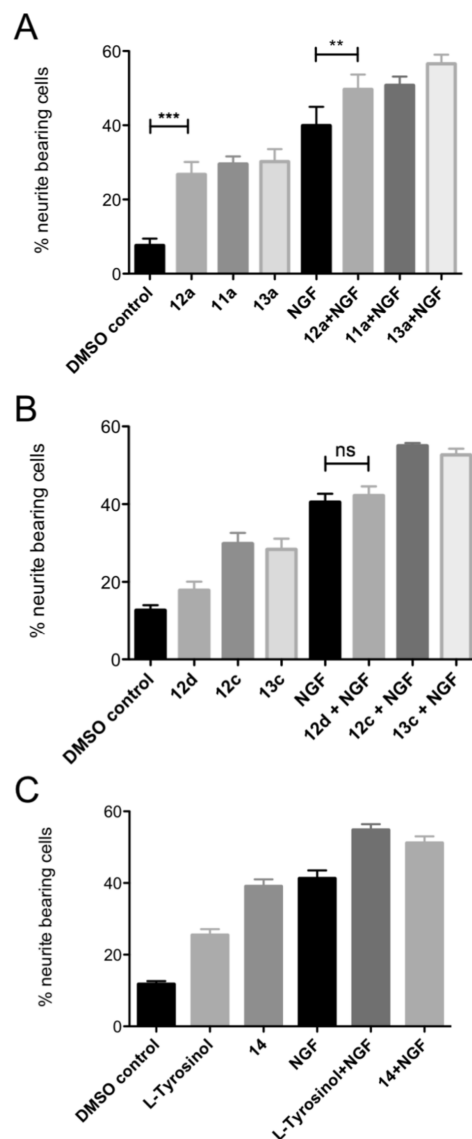 A
% neurite bearing cells
60
40
20
0
***
**
DMSO control
12a
11a
13a
NGF
12a+NGF
11a+NGF
13a+NGF
B
% neurite bearing cells
60
40
20
0
ns
DMSO control
12d
12c
13c
NGF
12d + NGF
12c + NGF
13c + NGF
C
% neurite bearing cells
60
40
20
0
DMSO control
L-Tyrosinol
14
NGF
L-Tyrosinol+NGF
14+NGF